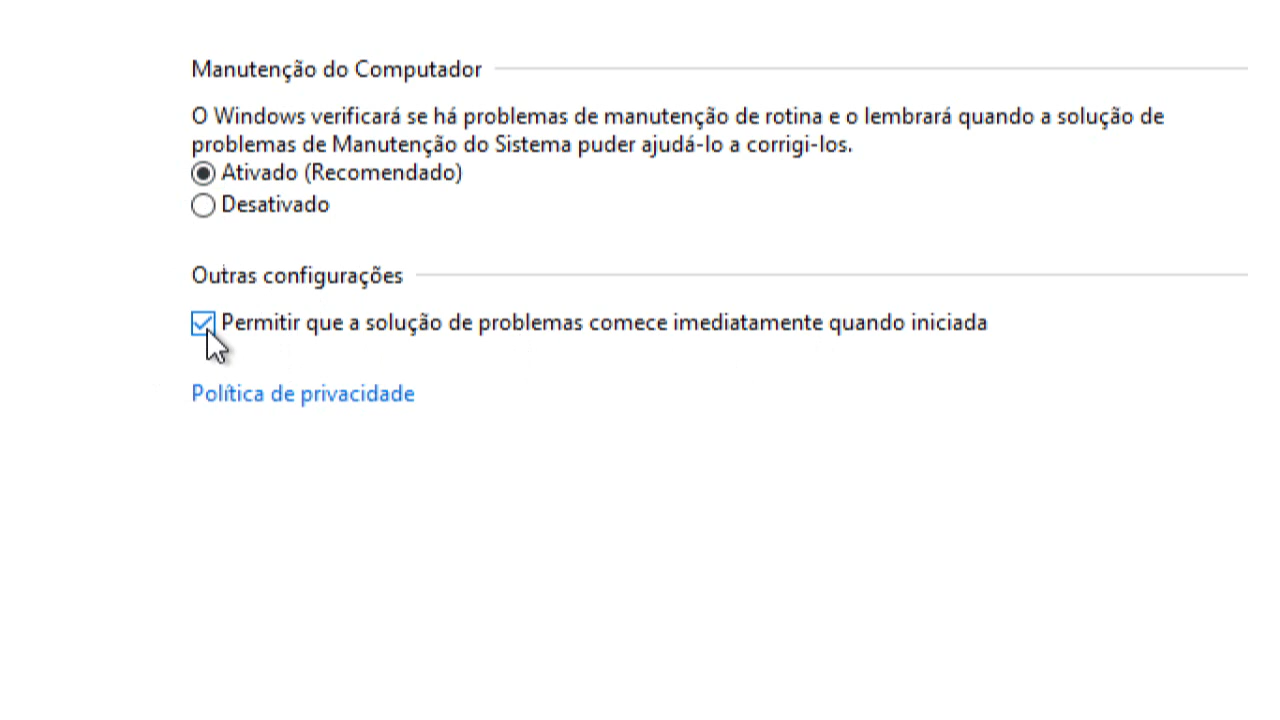 Manutenção do Computador
O Windows verificará se há problemas de manutenção de rotina e o lembrará quando a solução de
problemas de Manutenção do Sistema puder ajudá-lo a corrigi-los.
Ativado (Recomendado)
Desativado
Outras configurações
Permitir que a solução de problemas comece imediatamente quando iniciada
Política de privacidade